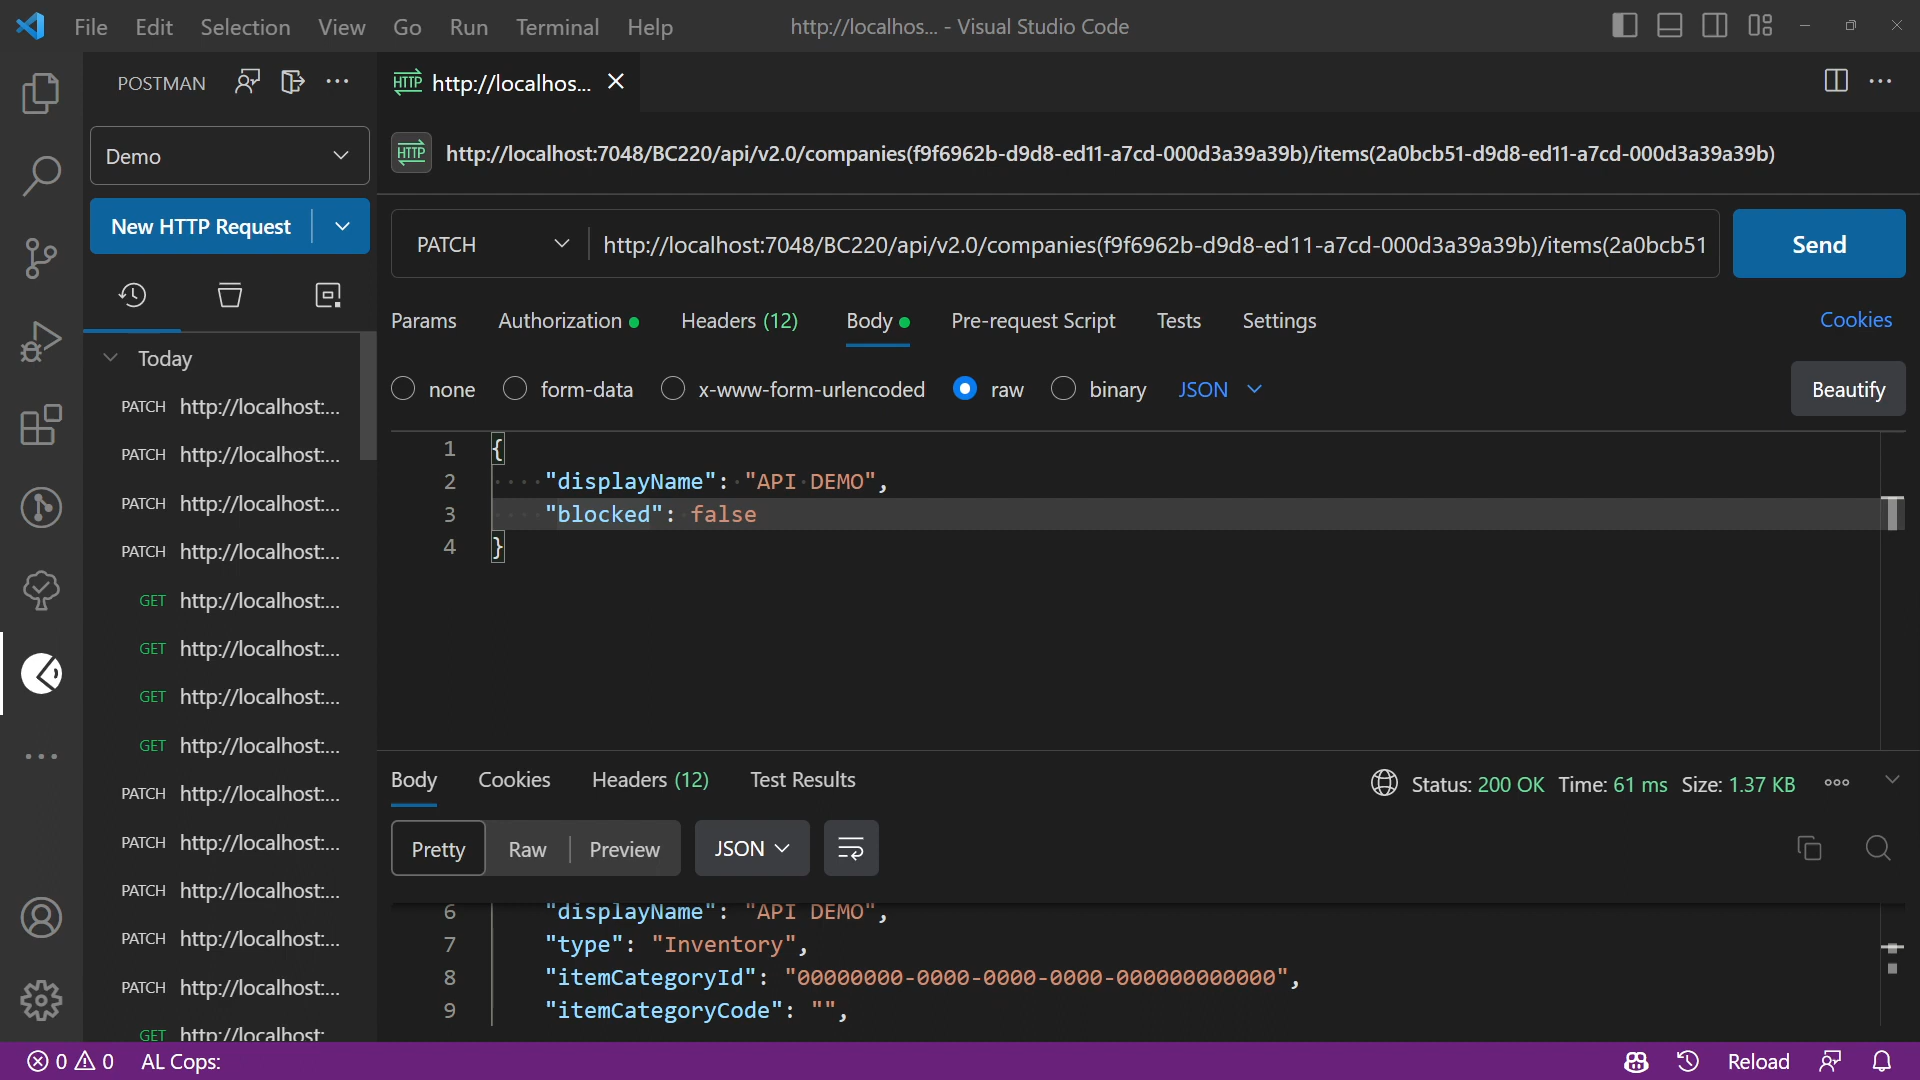 File Edit Selection View Go Run Terminal Help
http://localhos... - Visual Studio Code
POSTMAN
HTTP http://localhos...
Demo
HTTP http://localhost:7048/BC220/api/v2.0/companies(f9f6962b-d9d8-ed11-a7cd-000d3a39a39b)/items(2a0bcb51-d9d8-ed11-a7cd-000d3a39a39b)
New HTTP Request
PATCH http://localhost:7048/BC220/api/v2.0/companies(f9f6962b-d9d8-ed11-a7cd-000d3a39a39b)/items(2a0bcb51
Send
Params Authorization Headers (12) Body Pre-request Script Tests Settings
Cookies
none form-data x-www-form-urlencoded raw binary JSON
Beautify
1 {
2 "displayName": "API DEMO",
3 "blocked": false
4 }
Today
PATCH http://localhost:...
PATCH http://localhost:...
PATCH http://localhost:...
PATCH http://localhost:...
GET http://localhost:...
GET http://localhost:...
GET http://localhost:...
GET http://localhost:...
PATCH http://localhost:...
PATCH http://localhost:...
PATCH http://localhost:...
PATCH http://localhost:...
PATCH http://localhost:...
GET http://localhost:
Body Cookies Headers (12) Test Results
Status: 200 OK Time: 61 ms Size: 1.37 KB
Pretty Raw Preview JSON
6 "displayName": "API DEMO",
7 "type": "Inventory",
8 "itemCategoryId": "00000000-0000-0000-0000-000000000000",
9 "itemCategoryCode": "",
0 0 AL Cops:
Reload